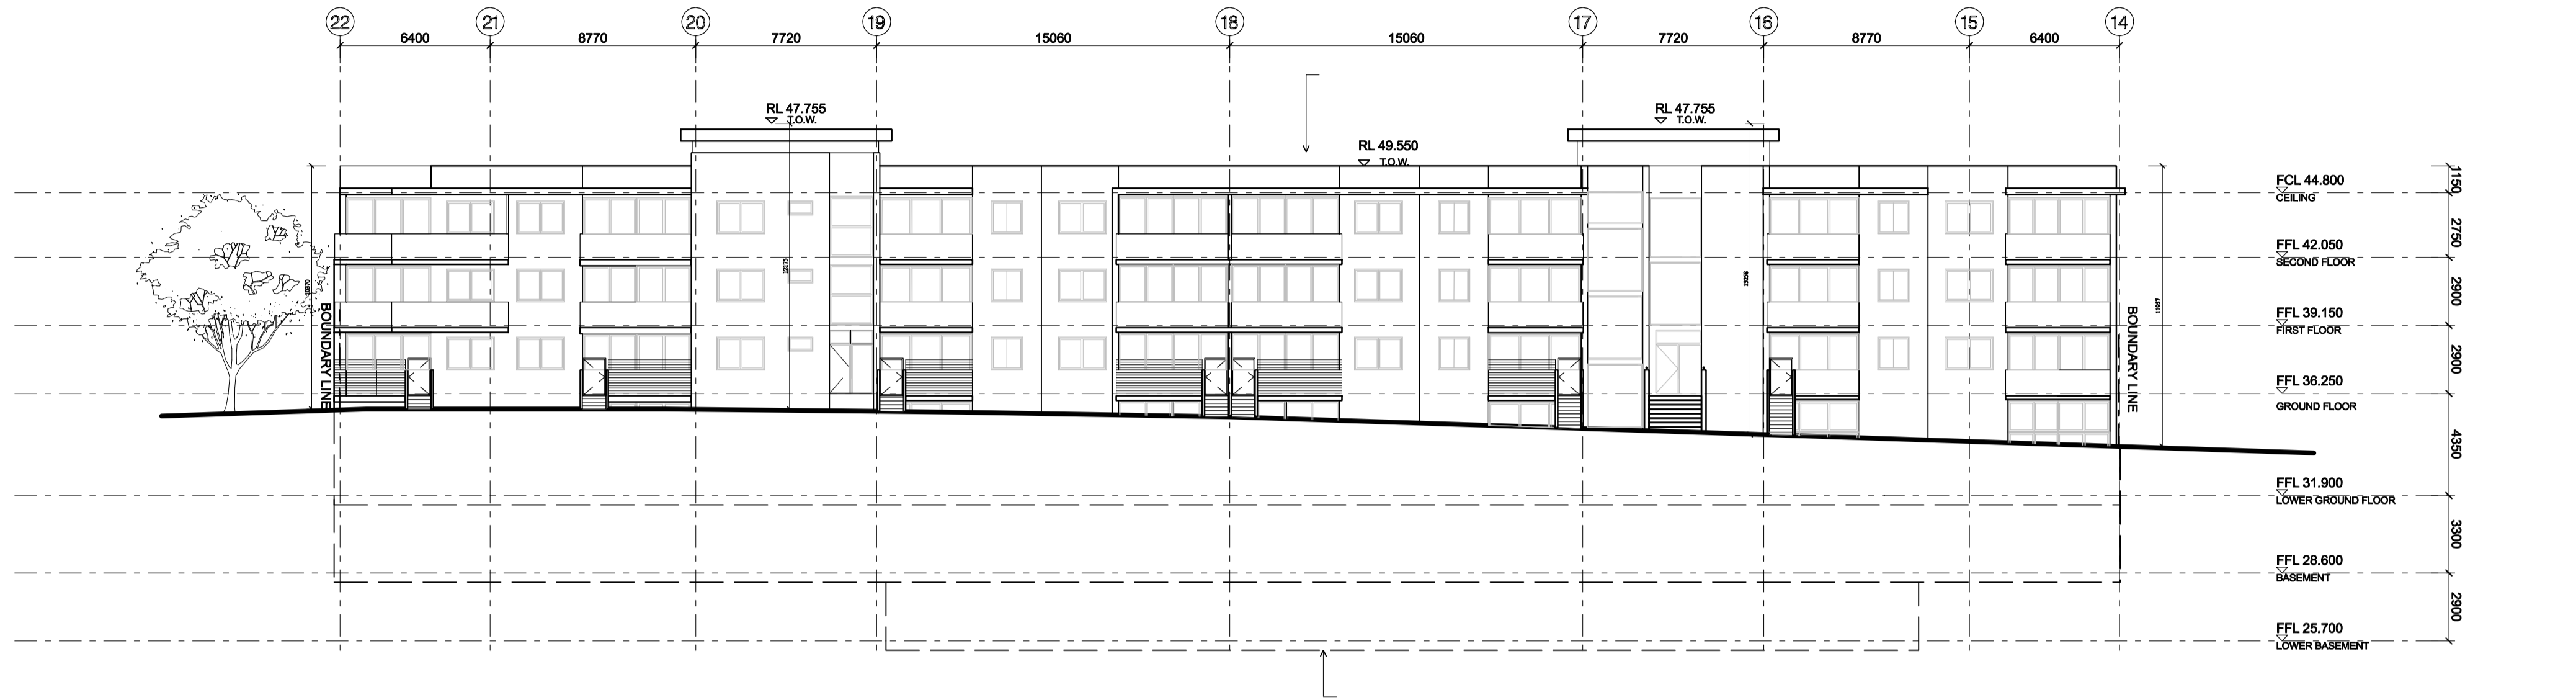 22 21 20 19 18 17 16 15 14
6400 8770 7720 15060 15060 7720 8770 6400
RL 47.755
T.O.W.
RL 47.755
T.O.W.
RL 49.550
T.O.W.
FCL 44.800
CEILING
FFL 42.050
SECOND FLOOR
FFL 39.150
FIRST FLOOR
FFL 36.250
GROUND FLOOR
FFL 31.900
LOWER GROUND FLOOR
FFL 28.600
BASEMENT
FFL 25.700
LOWER BASEMENT
1150
2750
2900
2900
4350
3300
2900
BOUNDARY LINE
BOUNDARY LINE
12175
13258
11957